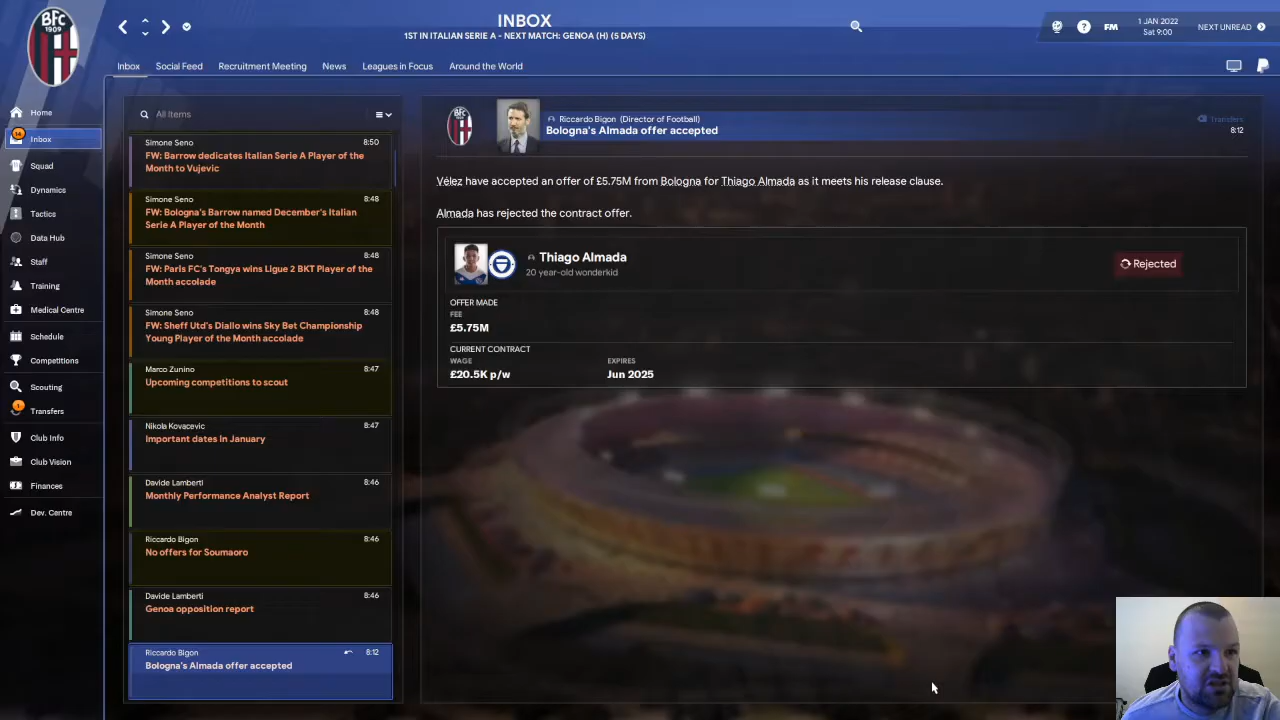 BFC
1909
INBOX
1ST IN ITALIAN SERIE A - NEXT MATCH: GENOA (H) (5 DAYS)
FM
1 JAN 2022
Sat 9:00
NEXT UNREAD
Inbox
Social Feed
Recruitment Meeting
News
Leagues in Focus
Around the World
Home
14
Inbox
Squad
Dynamics
Tactics
Data Hub
Staff
Training
Medical Centre
Schedule
Competitions
Scouting
1
Transfers
Club Info
Club Vision
Finances
Dev. Centre
All Items
Simone Seno 8:50
FW: Barrow dedicates Italian Serie A Player of the
Month to Vujevic
Simone Seno 8:48
FW: Bologna's Barrow named December's Italian
Serie A Player of the Month
Simone Seno 8:48
FW: Paris FC's Tongya wins Ligue 2 BKT Player of the
Month accolade
Simone Seno 8:48
FW: Sheff Utd's Diallo wins Sky Bet Championship
Young Player of the Month accolade
Marco Zunino 8:47
Upcoming competitions to scout
Nikola Kovacevic 8:47
Important dates in January
Davide Lamberti 8:46
Monthly Performance Analyst Report
Riccardo Bigon 8:46
No offers for Soumaoro
Davide Lamberti 8:46
Genoa opposition report
Riccardo Bigon 8:12
Bologna's Almada offer accepted
BFC
1909
Riccardo Bigon (Director of Football)
Bologna's Almada offer accepted
Transfers
8:12
Vélez have accepted an offer of £5.75M from Bologna for Thiago Almada as it meets his release clause.
Almada has rejected the contract offer.
Thiago Almada
20 year-old wonderkid
Rejected
OFFER MADE
FEE
£5.75M
CURRENT CONTRACT
WAGE EXPIRES
£20.5K p/w Jun 2025